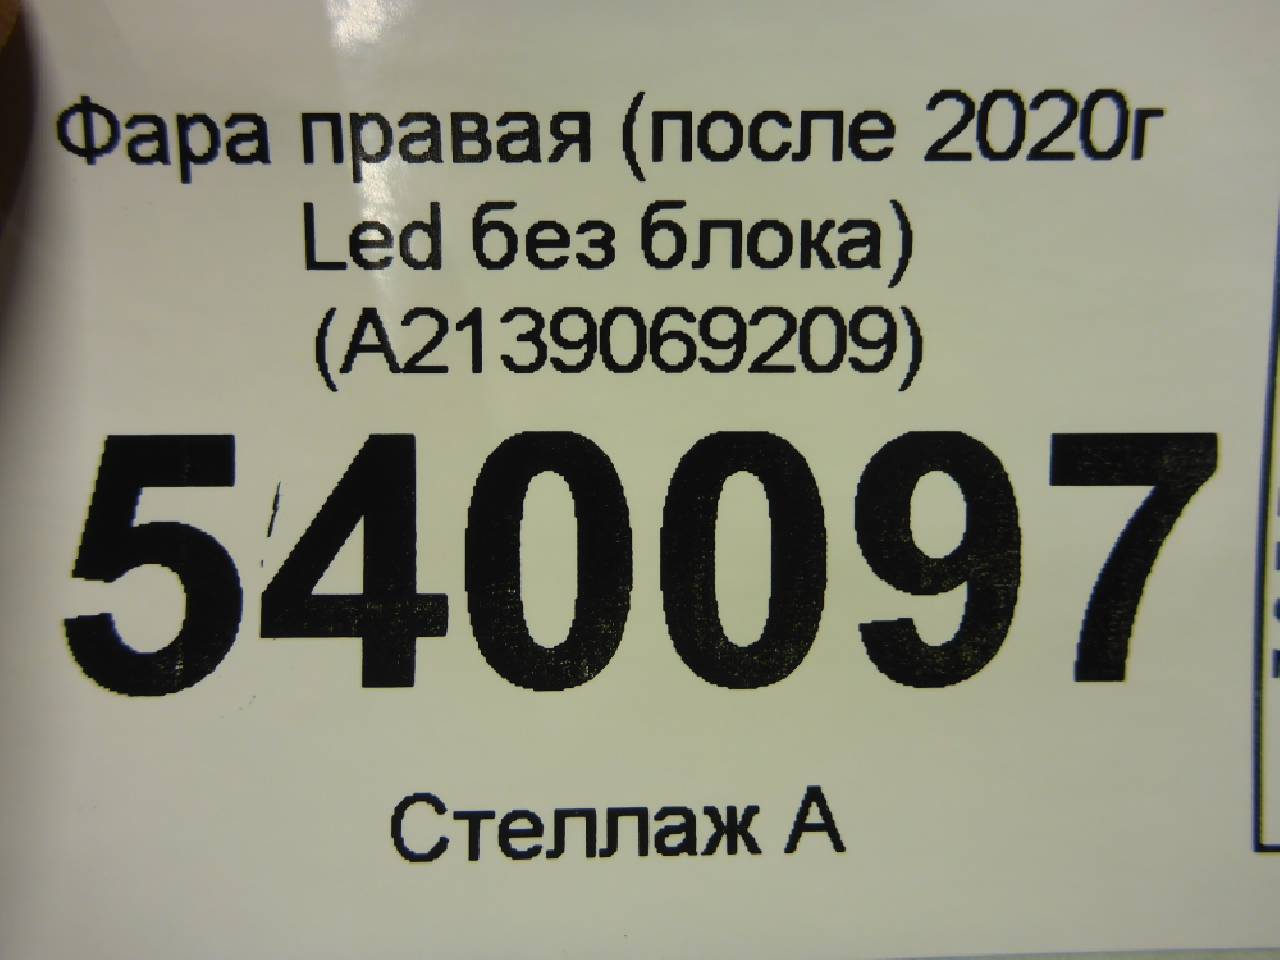 Фара правая (после 2020г
Led без блока)
(A2139069209)
540097
Стеллаж А